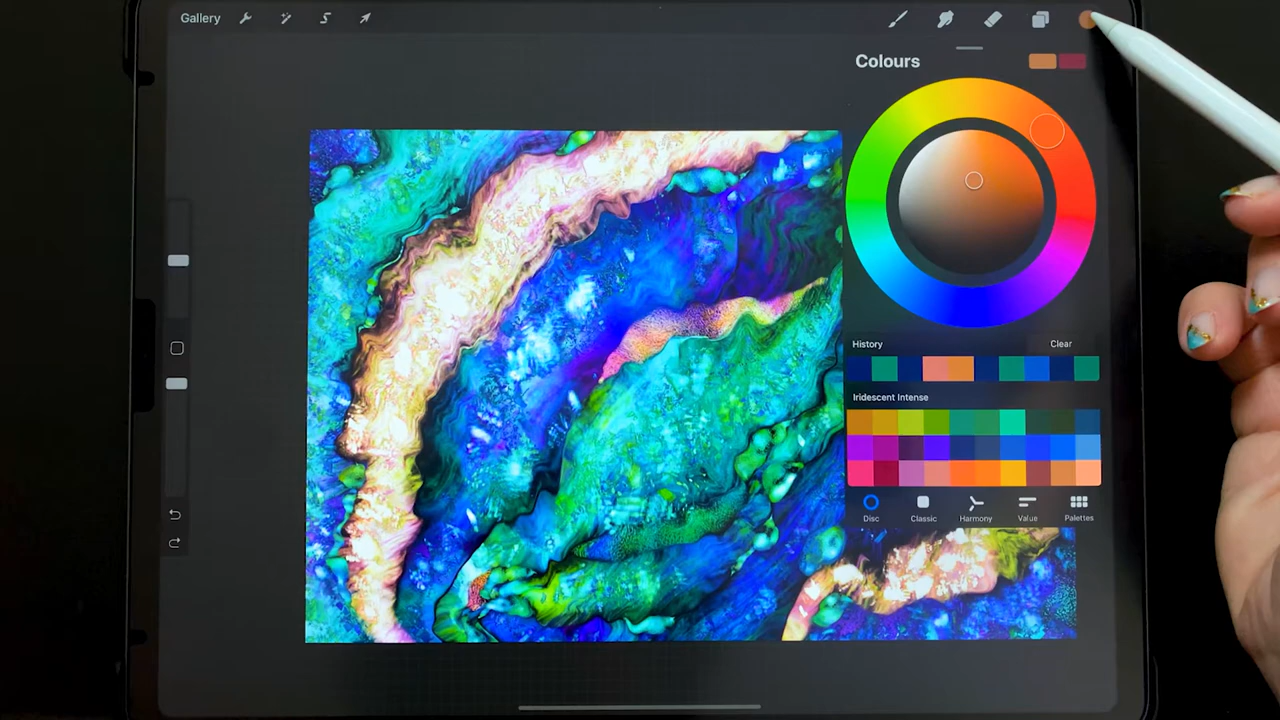 Gallery
Colours
History Clear
Iridescent Intense
Disc Classic Harmony Value Palettes